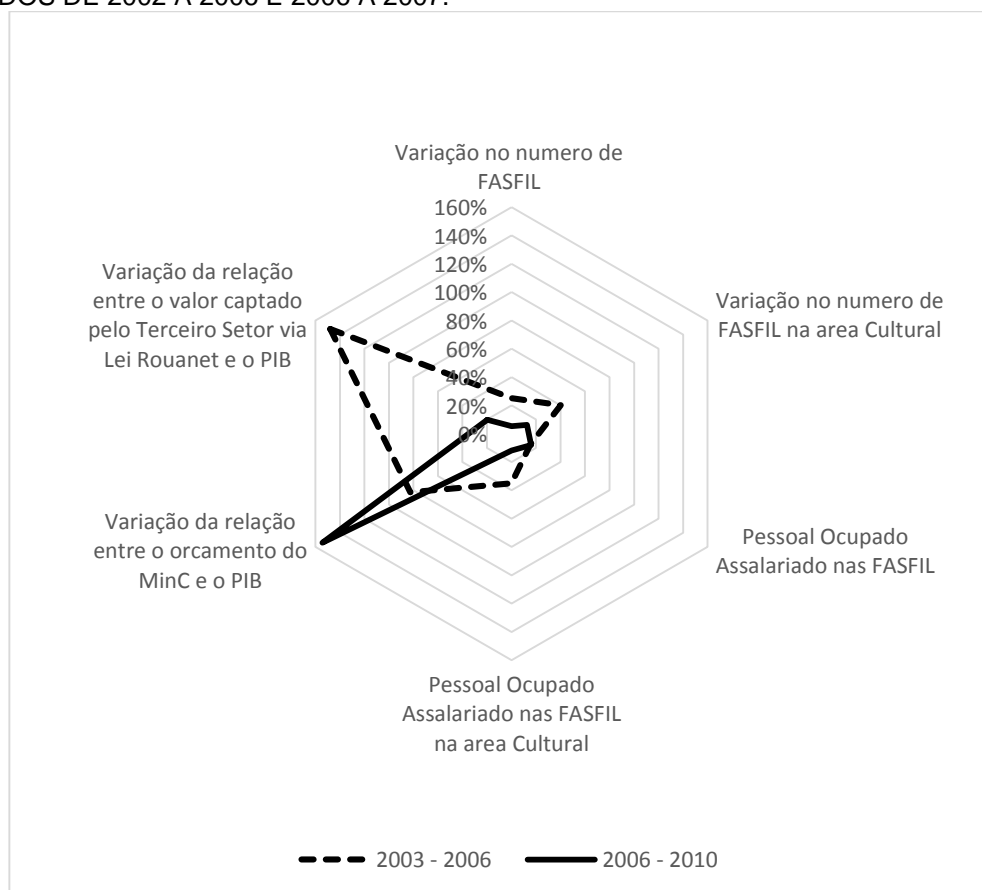 DOS DE 2002 A 2006 E 2006 A 2007.
Variação no numero de
FASFIL
160%
140%
120%
100%
80%
60%
40%
20%
0%
Variação no numero de
FASFIL na area Cultural
Pessoal Ocupado
Assalariado nas FASFIL
Pessoal Ocupado
Assalariado nas FASFIL
na area Cultural
Variação da relação
entre o orcamento do
MinC e o PIB
Variação da relação
entre o valor captado
pelo Terceiro Setor via
Lei Rouanet e o PIB
2003 - 2006
2006 - 2010